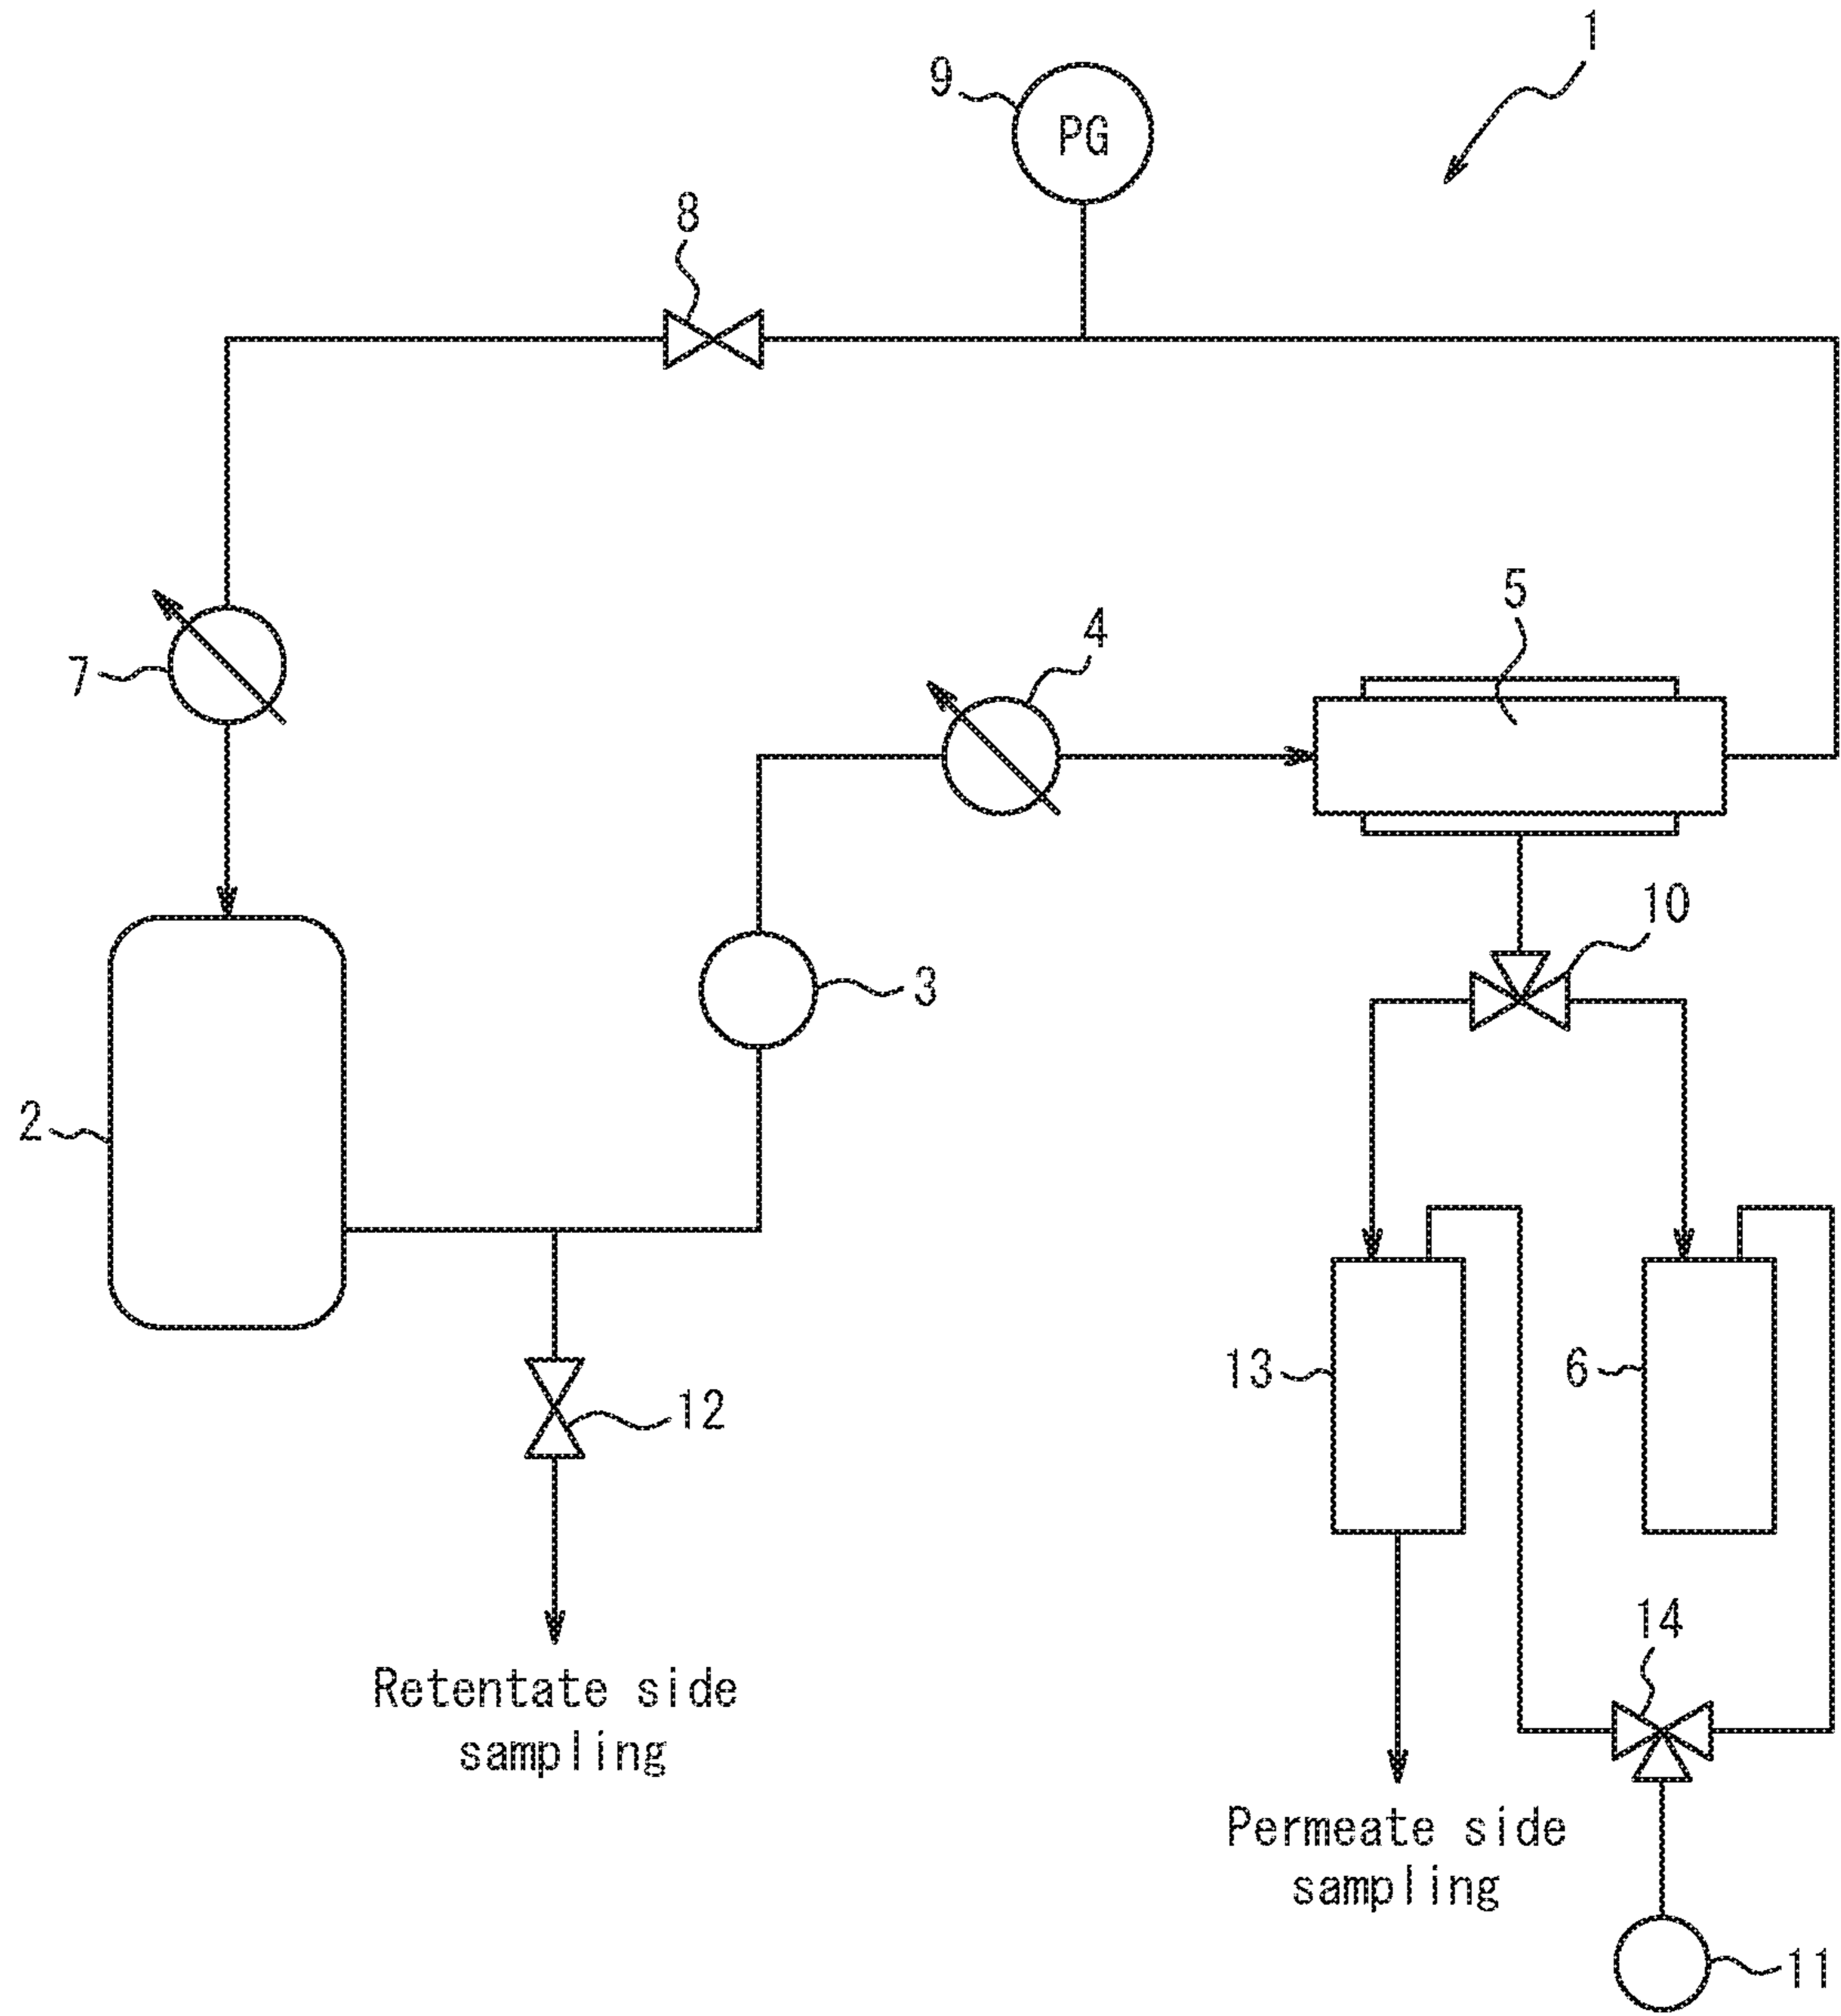 1
9
PG
8
5
4
7
10
3
2
13
6
12
14
Retentate side
sampling
Permeate side
sampling
11